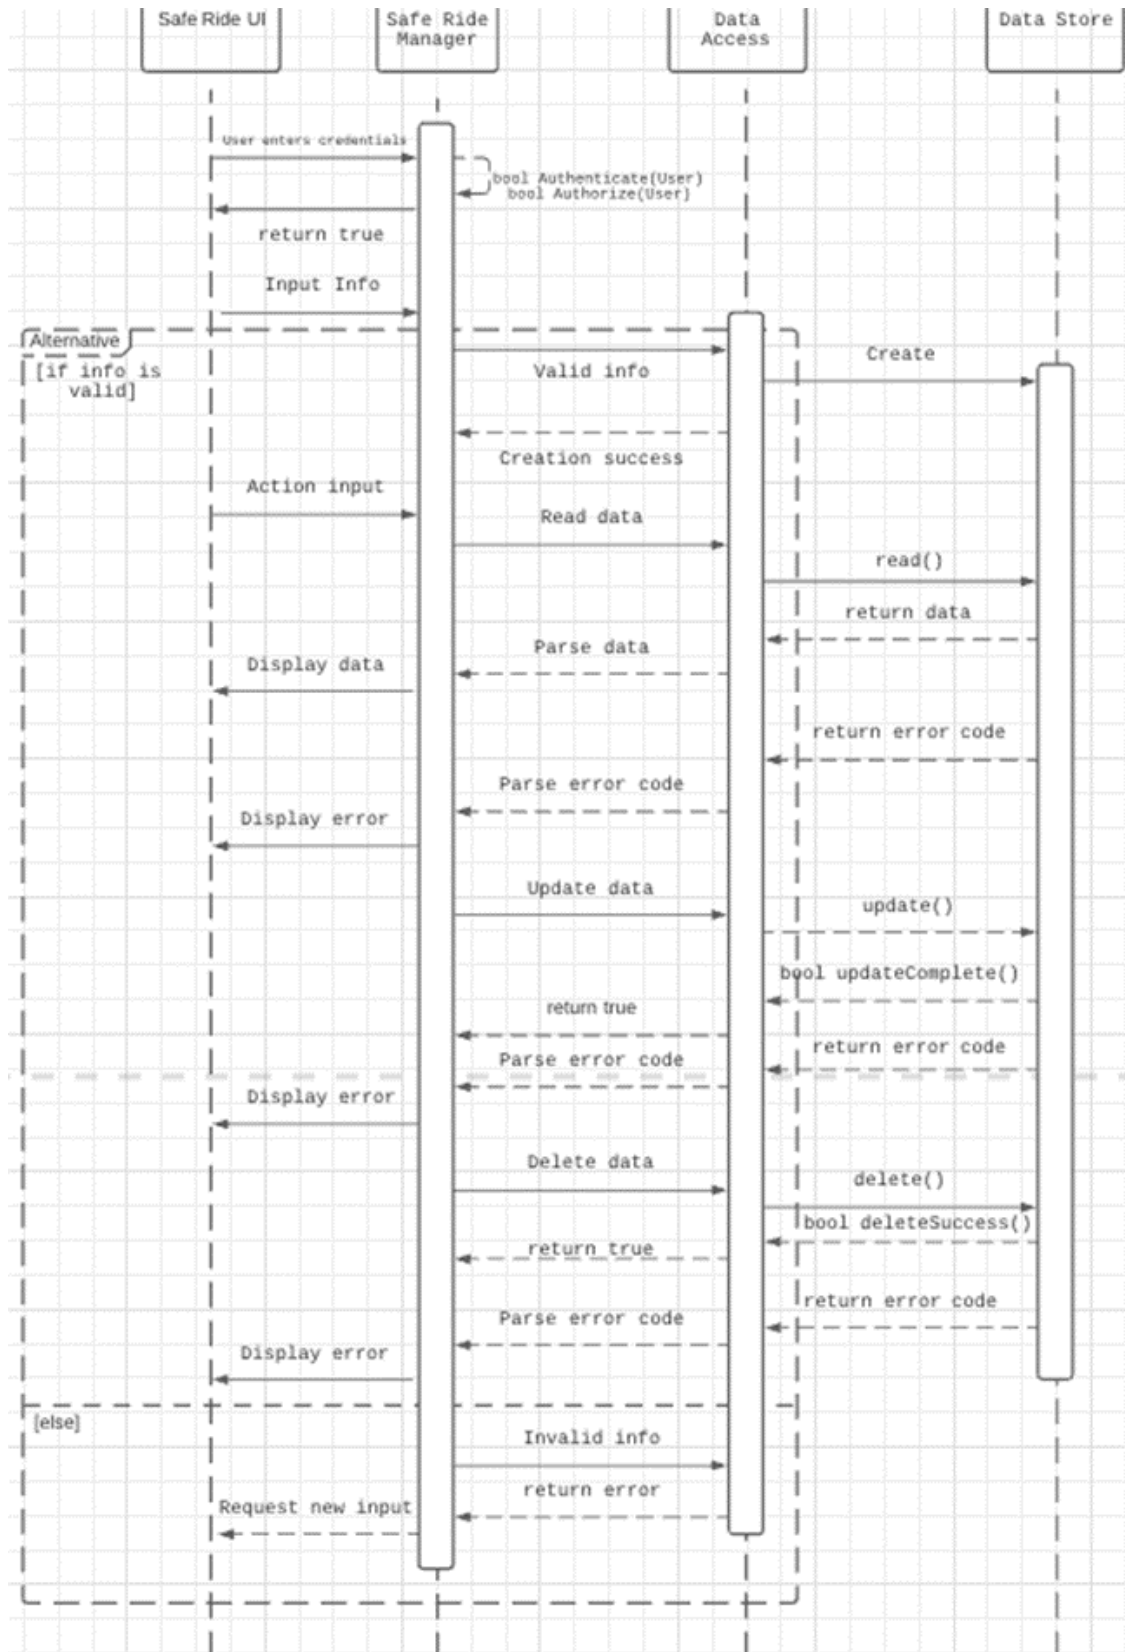 Safe Ride UI
Safe Ride
Manager
Data
Access
Data Store
User enters credentials
bool Authenticate(User)
bool Authorize(User)
return true
Input Info
Alternative
[if info is
valid]
Valid info
Create
Creation success
Action input
Read data
read()
return data
Parse data
Display data
return error code
Parse error code
Display error
Update data
update()
bool updateComplete()
return true
return error code
Parse error code
Display error
Delete data
delete()
bool deleteSuccess()
return true
return error code
Parse error code
Display error
[else]
Invalid info
return error
Request new input